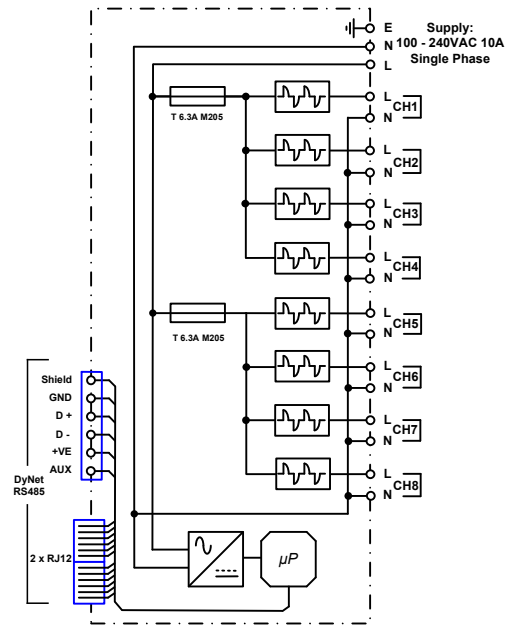 E
Supply:
N
100 - 240VAC 10A
L
Single Phase
L
CH1
N
T 6.3A M205
L
CH2
N
L
CH3
N
L
CH4
N
L
CH5
N
T 6.3A M205
L
CH6
N
L
CH7
N
L
CH8
N
Shield
GND
D +
D -
+VE
AUX
DyNet
RS485
2 x RJ12
µP